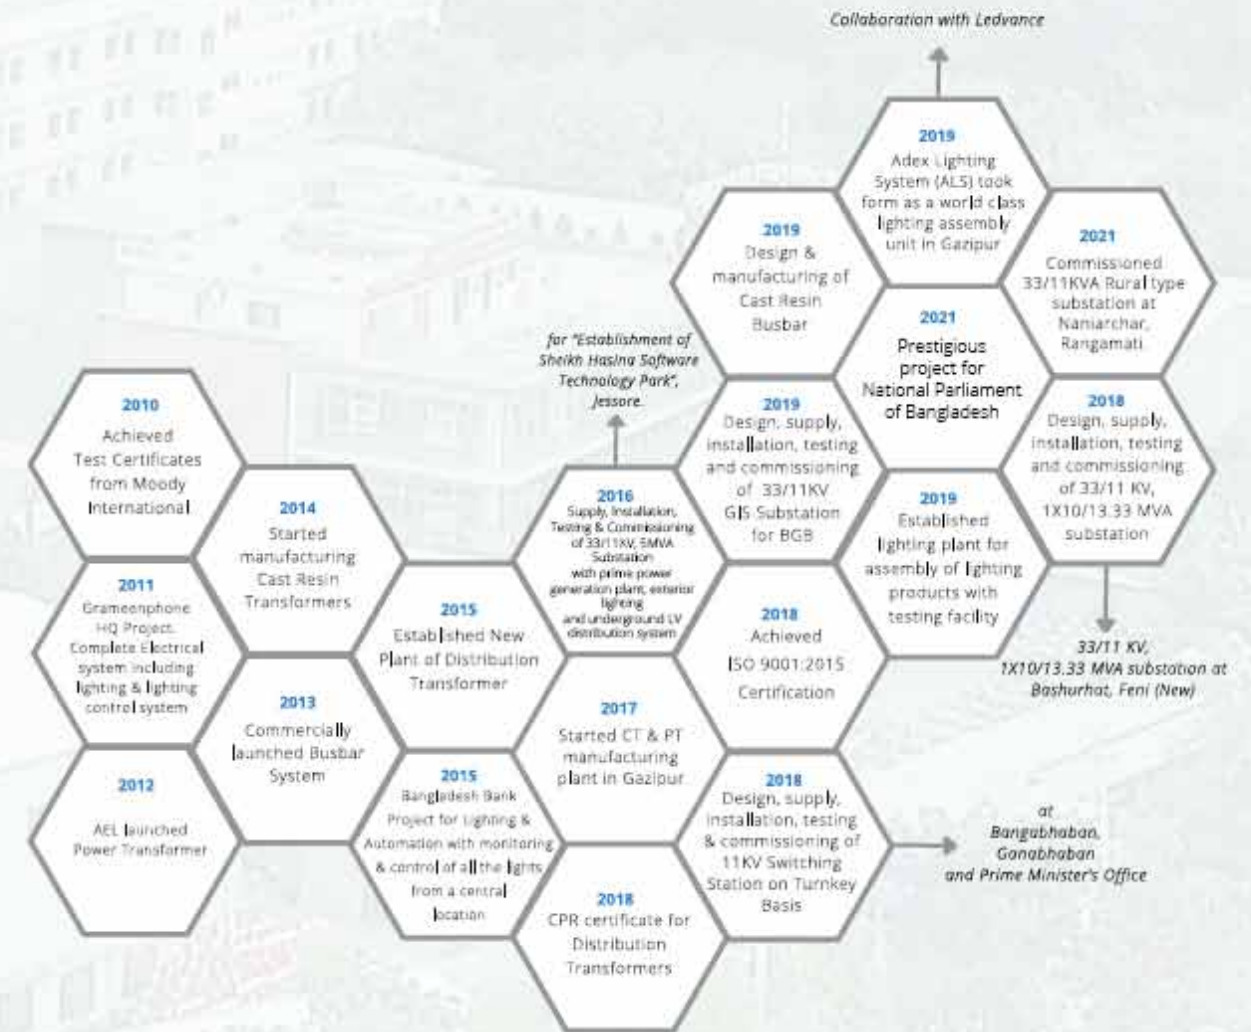 Collaboration with Ledvance
2019
Adex Lighting
System (ALS) took
form as a world class
lighting assembly
unit in Gazipur
2019
Design &
manufacturing of
Cast Resin
Busbar
2021
Commissioned
33/11KVA Rural type
substation at
Naniarchar,
Rangamati
2021
Prestigious
project for
National Parliament
of Bangladesh
for "Establishment of
Sheikh Hasina Software
Technology Park",
Jessore
2019
Design, supply,
installation, testing
and commissioning
of 33/11KV
GIS Substation
for BGB
2018
Design, supply,
installation, testing
and commissioning
of 33/11 KV,
1X10/13.33 MVA
substation
2010
Achieved
Test Certificates
from Moody
International
2014
Started
manufacturing
Cast Resin
Transformers
2016
Supply, Installation,
Testing & Commissioning
of 33/11KV, 5MVA
Substation
with prime power
generation plant, exterior
lighting
and underground LV
distribution system
2019
Established
lighting plant for
assembly of lighting
products with
testing facility
2011
Grameenphone
HQ Project.
Complete Electrical
system including
lighting & lighting
control system
2015
Established New
Plant of Distribution
Transformer
2018
Achieved
ISO 9001:2015
Certification
33/11 KV,
1X10/13.33 MVA substation at
Bashurhat, Feni (New)
2013
Commercially
launched Busbar
System
2017
Started CT & PT
manufacturing
plant in Gazipur
2012
AEL launched
Power Transformer
2015
Bangladesh Bank
Project for Lighting &
Automation with monitoring
& control of all the lights
from a central
location
2018
Design, supply,
installation, testing
& commissioning of
11KV Switching
Station on Turnkey
Basis
at
Bangabhaban,
Ganabhaban
and Prime Minister's Office
2018
CPR certificate for
Distribution
Transformers